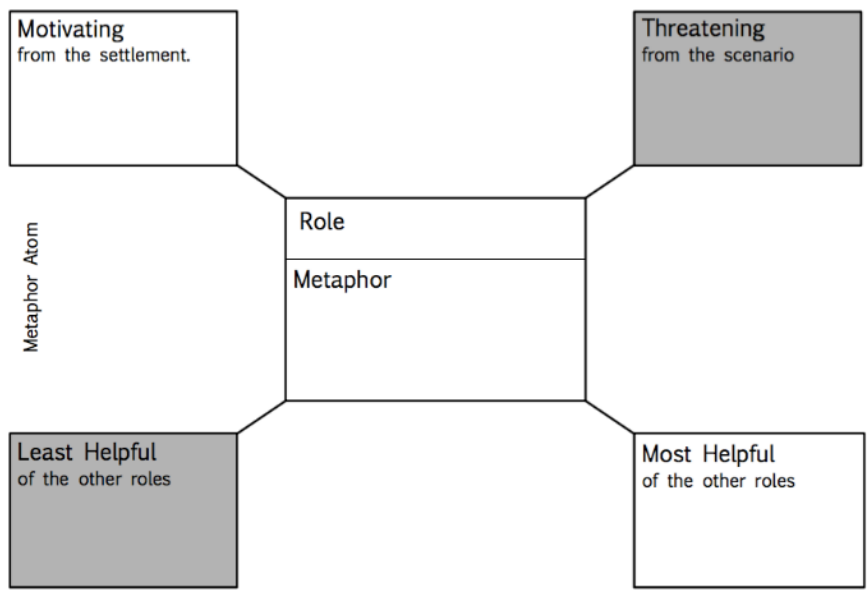 Motivating
from the settlement.
Threatening
from the scenario
Role
Metaphor
Metaphor Atom
Least Helpful
of the other roles
Most Helpful
of the other roles